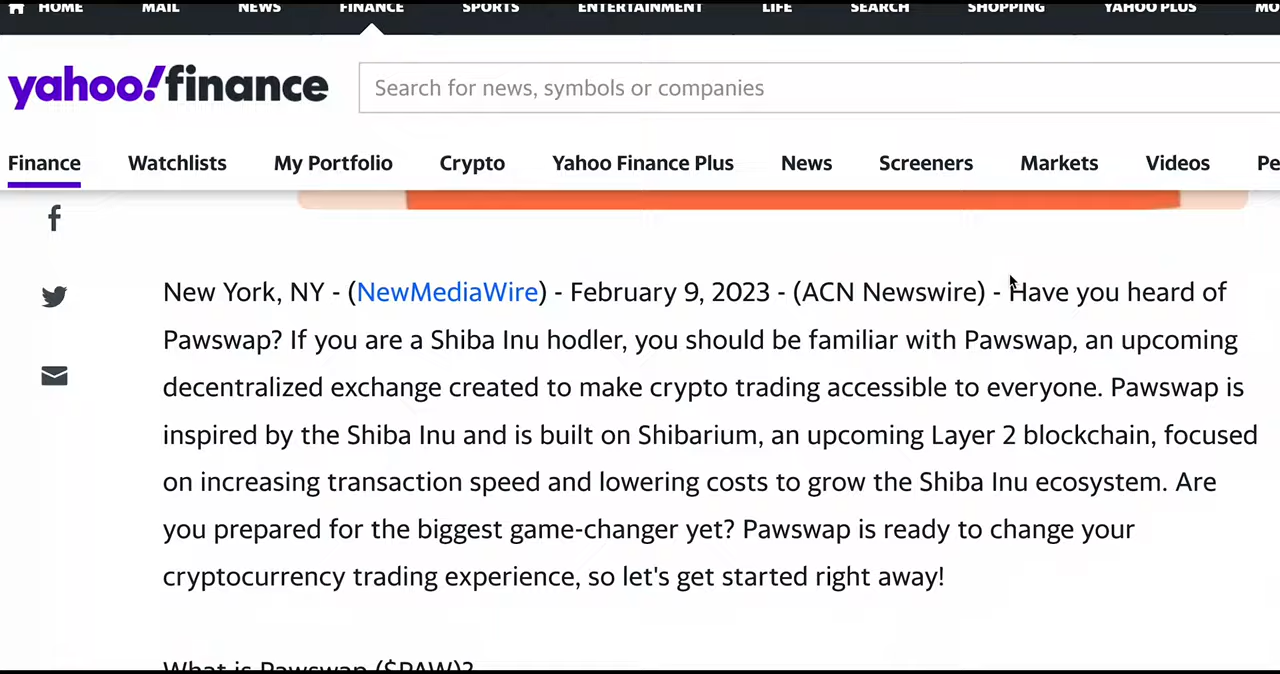 HOME MAIL NEWS FINANCE SPORTS ENTERTAINMENT LIFE SEARCH SHOPPING YAHOO PLUS MO
yahoo!finance Search for news, symbols or companies
Finance Watchlists My Portfolio Crypto Yahoo Finance Plus News Screeners Markets Videos Pe
New York, NY - (NewMediaWire) - February 9, 2023 - (ACN Newswire) - Have you heard of
Pawswap? If you are a Shiba Inu hodler, you should be familiar with Pawswap, an upcoming
decentralized exchange created to make crypto trading accessible to everyone. Pawswap is
inspired by the Shiba Inu and is built on Shibarium, an upcoming Layer 2 blockchain, focused
on increasing transaction speed and lowering costs to grow the Shiba Inu ecosystem. Are
you prepared for the biggest game-changer yet? Pawswap is ready to change your
cryptocurrency trading experience, so let's get started right away!
What is Pawswap ($PAW)?